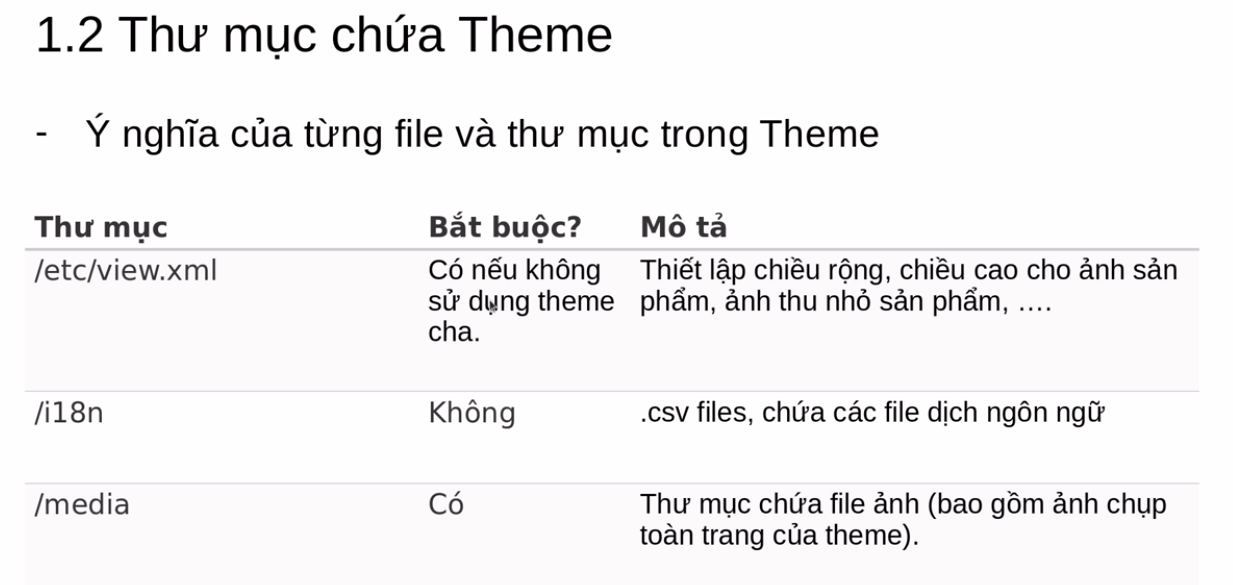 1.2 Thư mục chứa Theme
- Ý nghĩa của từng file và thư mục trong Theme
Thư mục Bắt buộc? Mô tả
/etc/view.xml Có nếu không Thiết lập chiều rộng, chiều cao cho ảnh sản
sử dụng theme phẩm, ảnh thu nhỏ sản phẩm, ....
cha.
/i18n Không .csv files, chứa các file dịch ngôn ngữ
/media Có Thư mục chứa file ảnh (bao gồm ảnh chụp
toàn trang của theme).